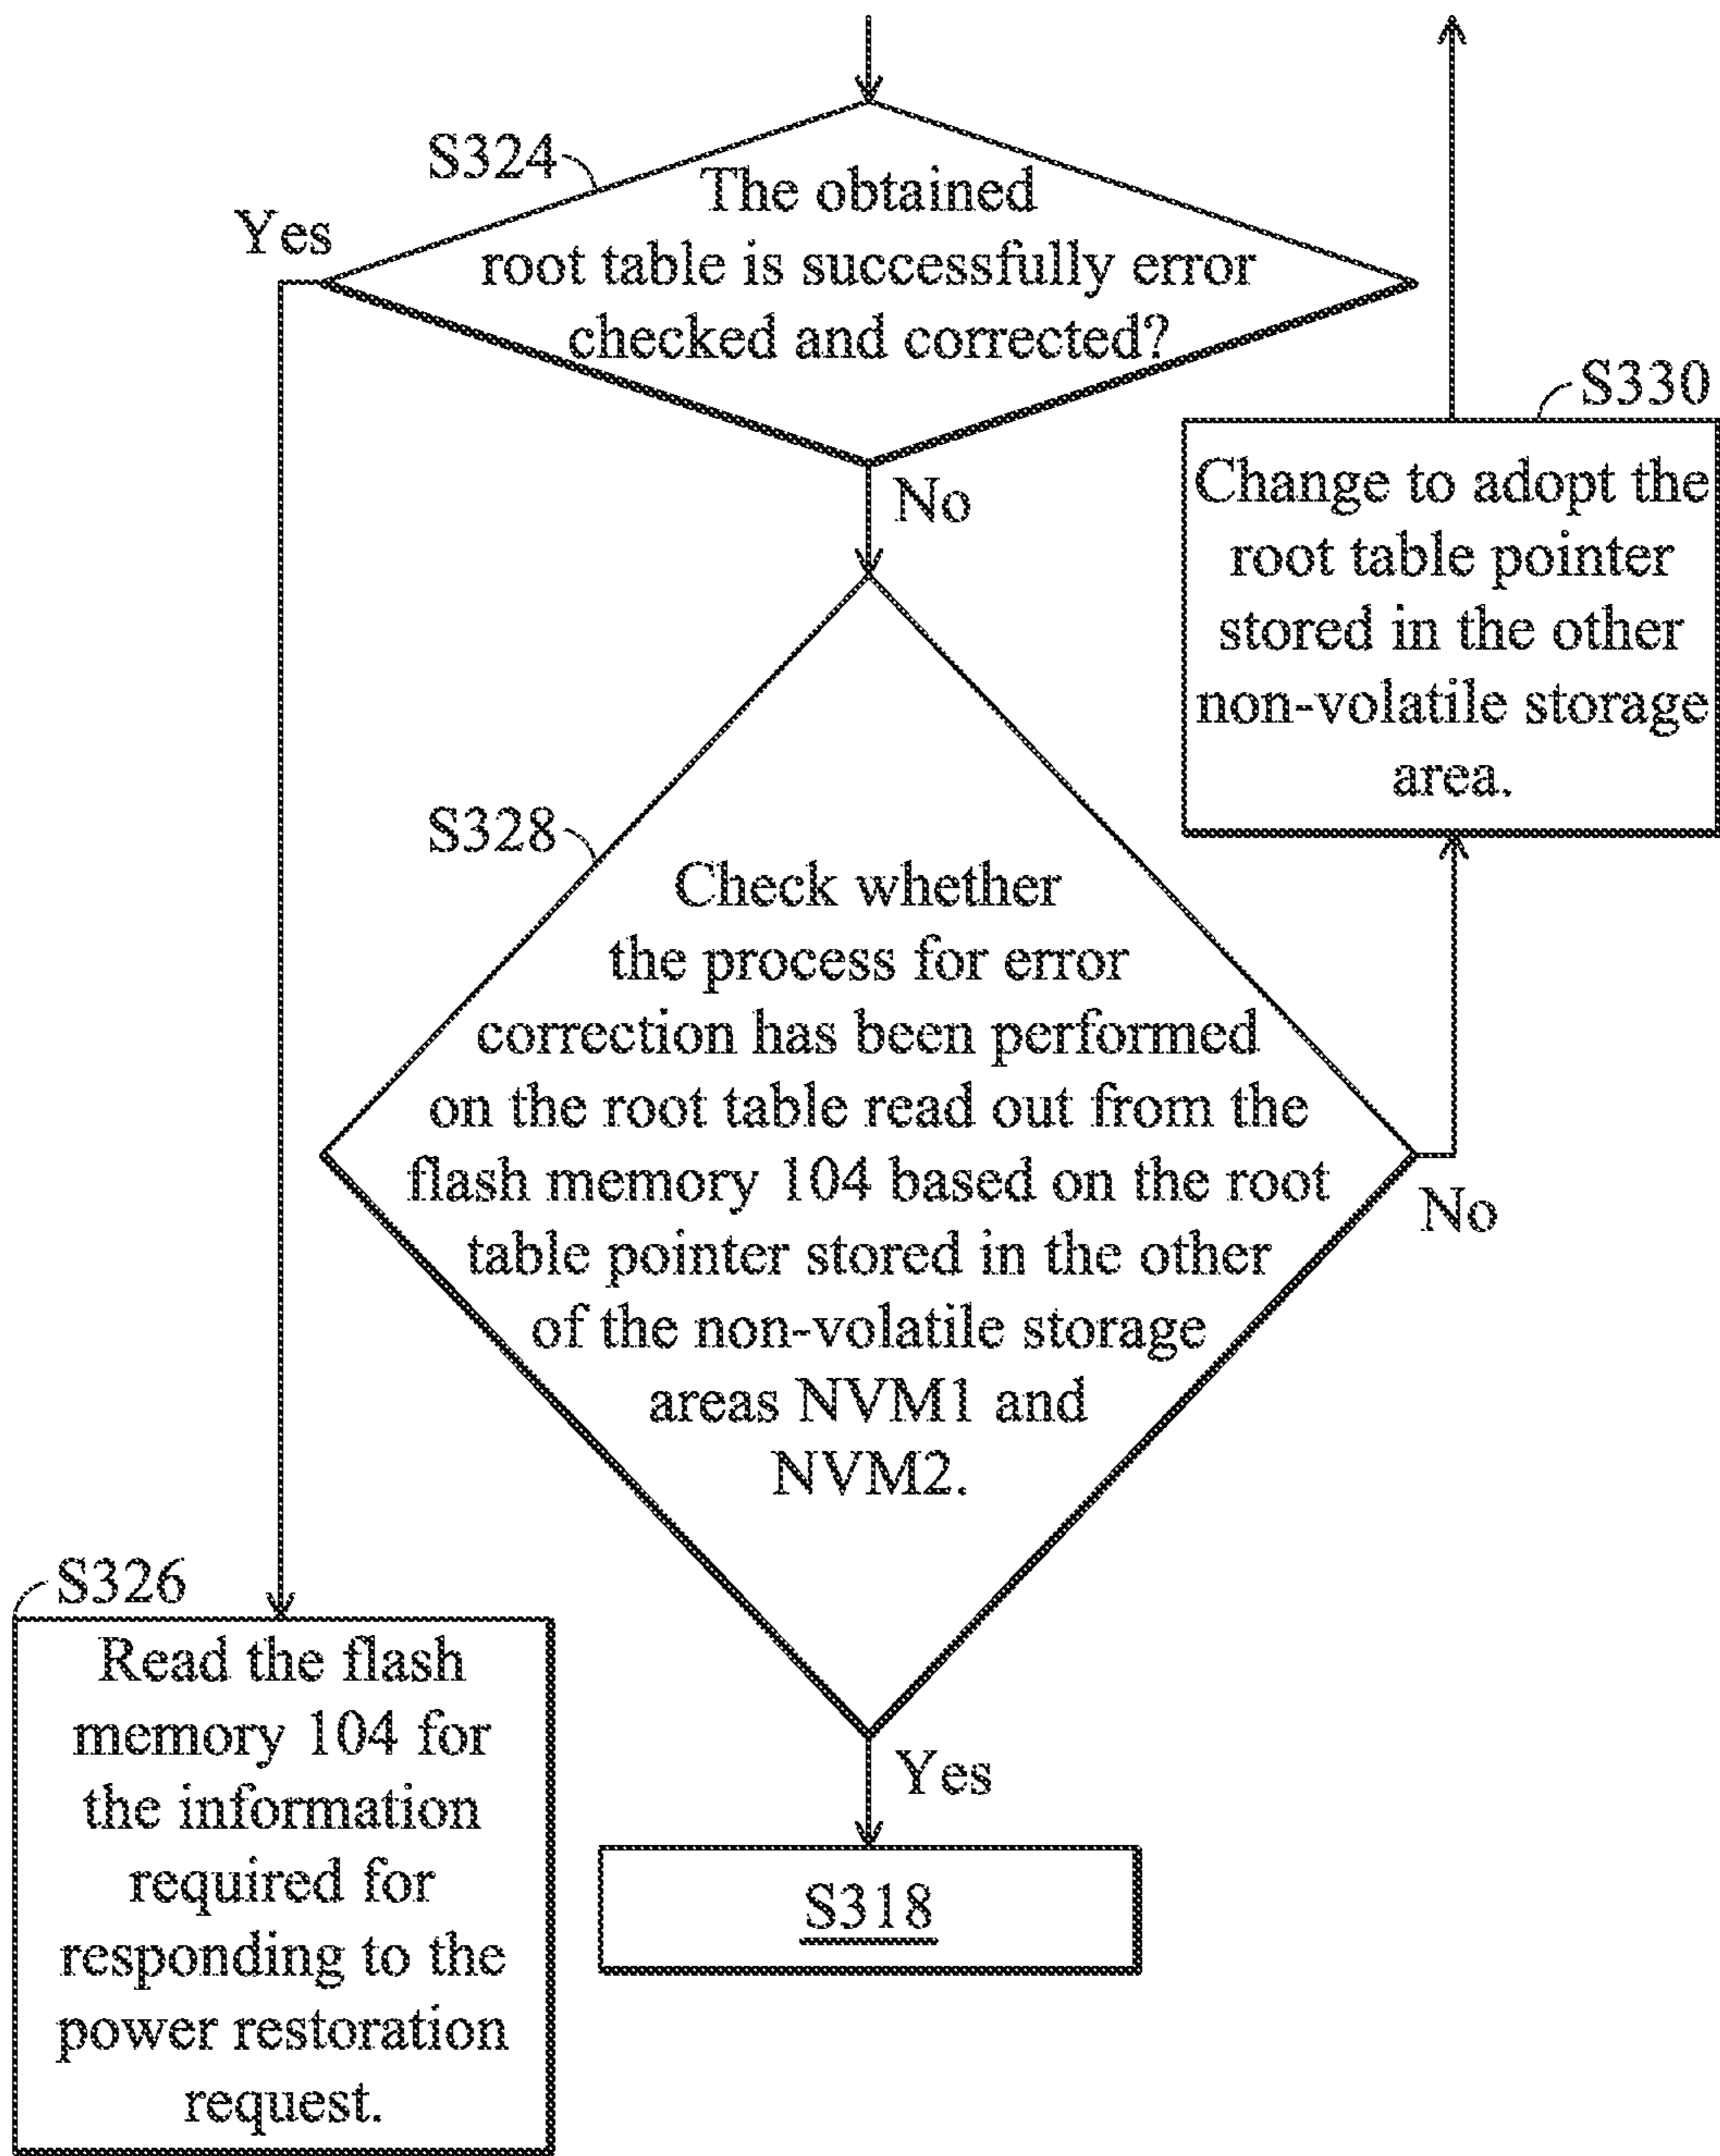 S324
The obtained
root table is successfully error
checked and corrected?
Yes
No
S330
Change to adopt the
root table pointer
stored in the other
non-volatile storage
area.
S328
Check whether
the process for error
correction has been performed
on the root table read out from the
flash memory 104 based on the root
table pointer stored in the other
of the non-volatile storage
areas NVM1 and
NVM2.
No
Yes
S326
Read the flash
memory 104 for
the information
required for
responding to the
power restoration
request.
S318